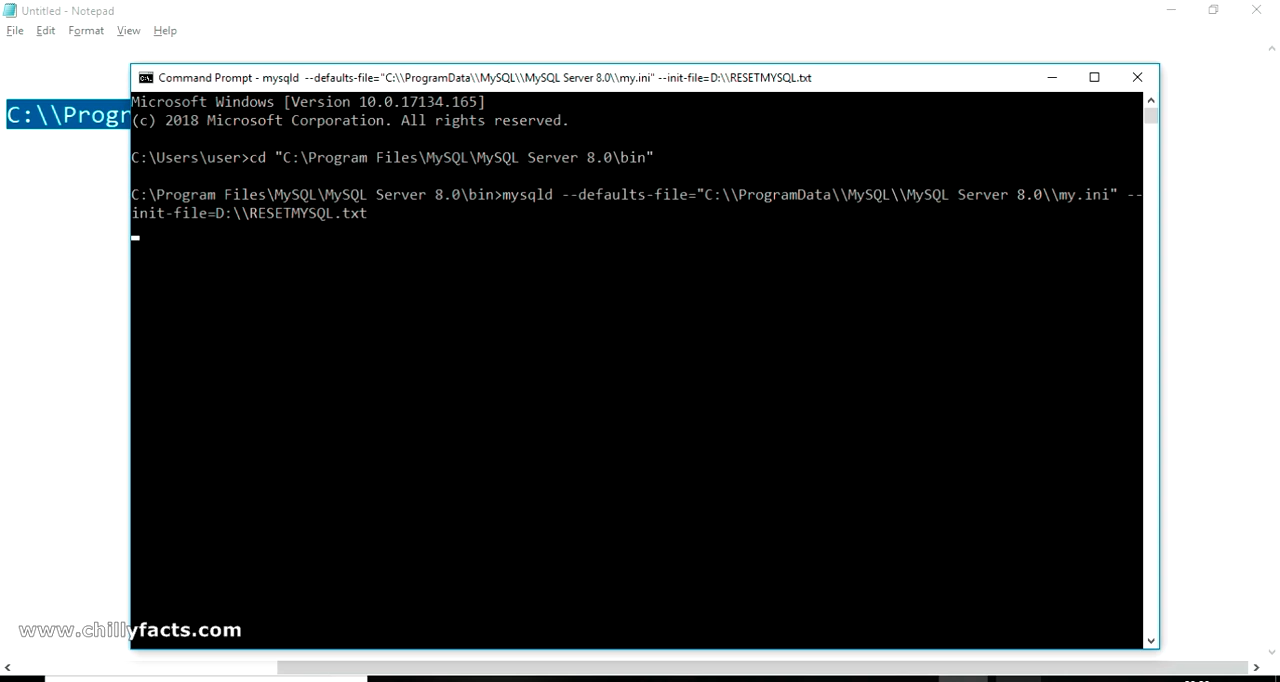 Untitled - Notepad
File Edit Format View Help
Command Prompt - mysqld --defaults-file="C:\\ProgramData\\MySQL\\MySQL Server 8.0\\my.ini" --init-file=D:\\RESETMYSQL.txt
C:\\Progr
Microsoft Windows [Version 10.0.17134.165]
(c) 2018 Microsoft Corporation. All rights reserved.
C:\Users\user>cd "C:\Program Files\MySQL\MySQL Server 8.0\bin"
C:\Program Files\MySQL\MySQL Server 8.0\bin>mysqld --defaults-file="C:\\ProgramData\\MySQL\\MySQL Server 8.0\\my.ini" --
init-file=D:\\RESETMYSQL.txt
www.chillyfacts.com